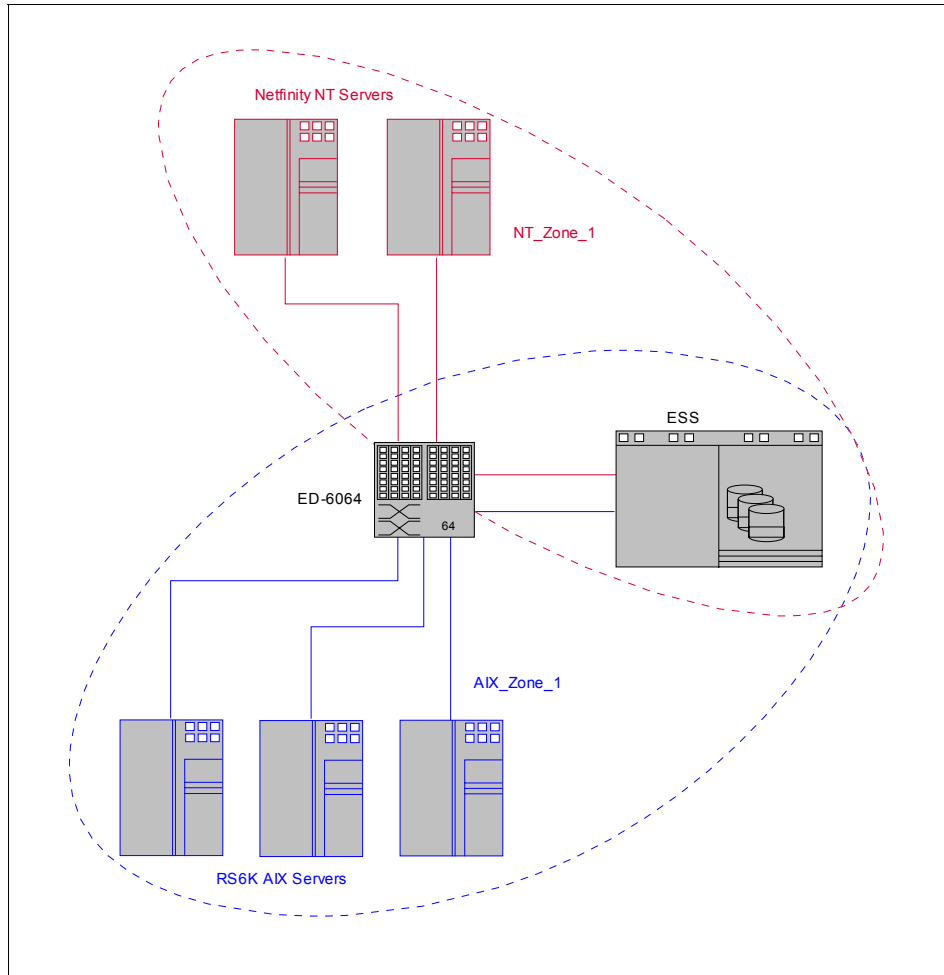 Netfinity NT Servers
NT_Zone_1
ESS
ED-6064
64
AIX_Zone_1
RS6K AIX Servers